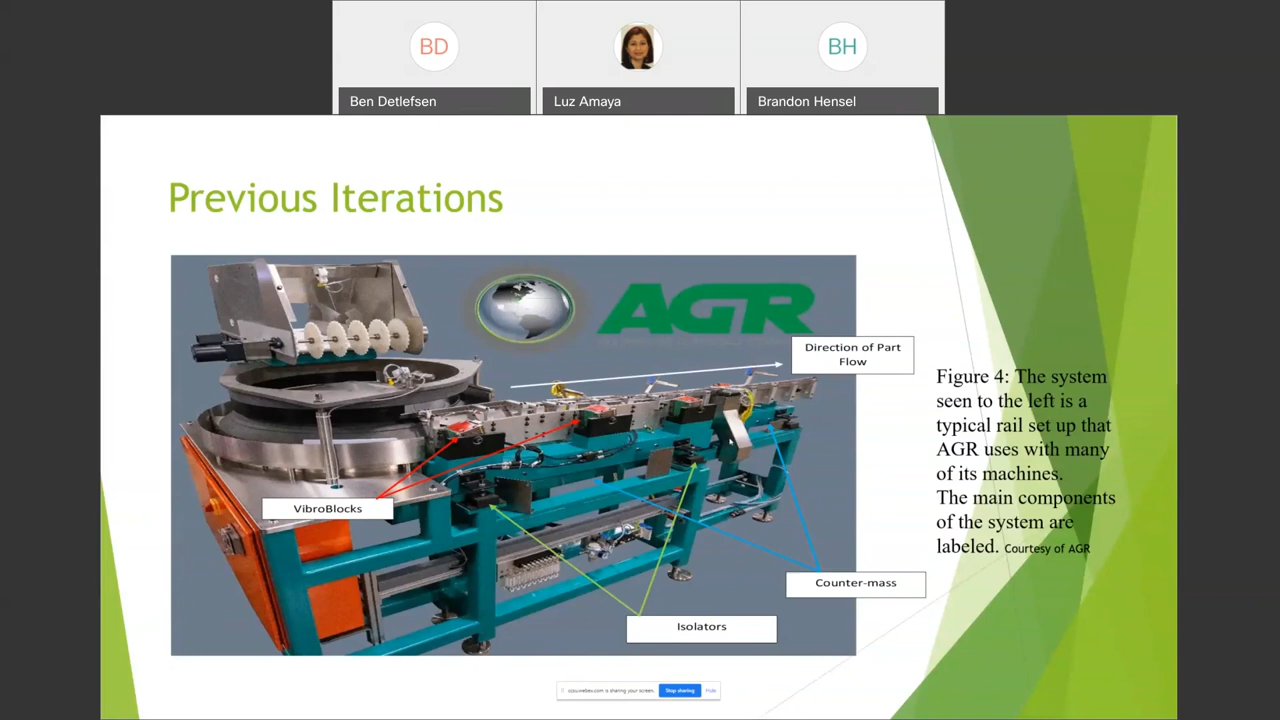 BD
BH
Ben Detlefsen
Luz Amaya
Brandon Hensel
Previous Iterations
AGR
Direction of Part
Flow
VibroBlocks
Counter-mass
Isolators
Figure 4: The system
seen to the left is a
typical rail set up that
AGR uses with many
of its machines.
The main components
of the system are
labeled. Courtesy of AGR
ccsu.webex.com is sharing your screen.
Stop sharing
Hide